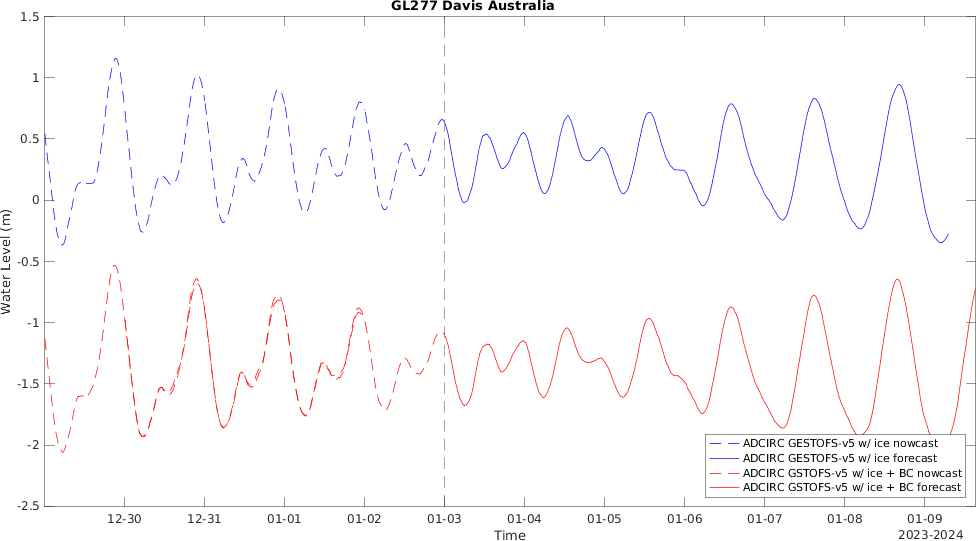 GL277 Davis Australia
1.5
1
0.5
0
-0.5
-1
-1.5
-2
-2.5
Water Level (m)
ADCIRC GESTOFS-v5 w/ ice nowcast
ADCIRC GESTOFS-v5 w/ ice forecast
ADCIRC GSTOFS-v5 w/ ice + BC nowcast
ADCIRC GSTOFS-v5 w/ ice + BC forecast
12-30 12-31 01-01 01-02 01-03 01-04 01-05 01-06 01-07 01-08 01-09
Time
2023-2024